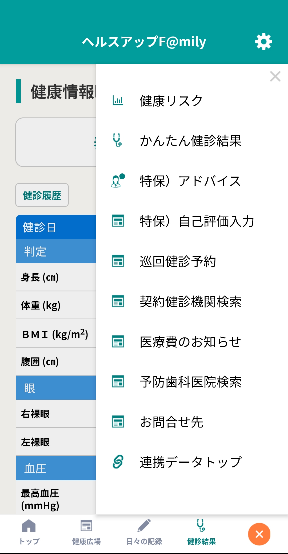 ヘルスアップF@mily
健康情報
健診履歴
健診日
判定
身長 (㎝)
体重 (kg)
ＢＭＩ (kg/m²)
腹囲 (㎝)
眼
右裸眼
左裸眼
血圧
最高血圧
(mmHg)
健康リスク
かんたん健診結果
特保）アドバイス
特保）自己評価入力
巡回健診予約
契約健診機関検索
医療費のお知らせ
予防歯科医院検索
お問合せ先
連携データトップ
トップ
健康広場
日々の記録
健診結果